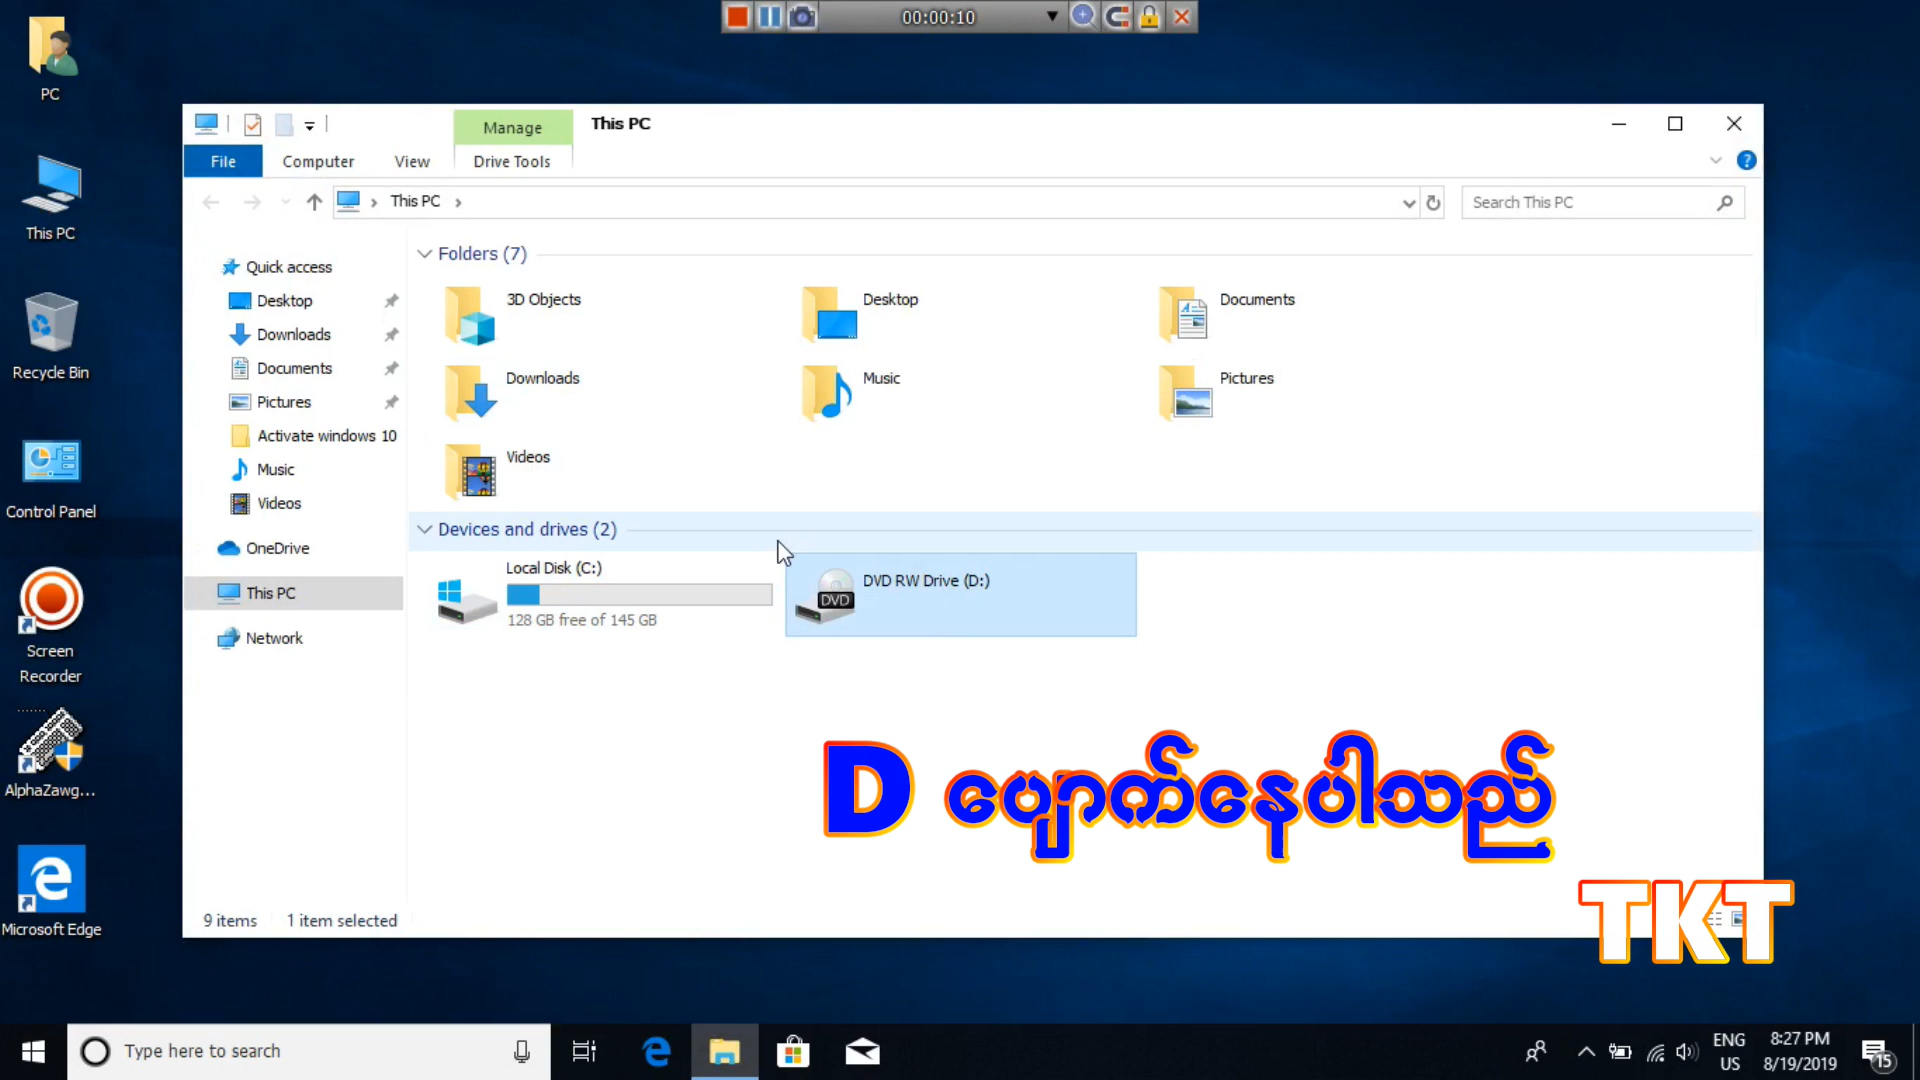 00:00:10
PC
This PC
Recycle Bin
Control Panel
Screen
Recorder
AlphaZawg...
Microsoft Edge
Manage
This PC
File
Computer
View
Drive Tools
This PC
Search This PC
Quick access
Desktop
Downloads
Documents
Pictures
Activate windows 10
Music
Videos
OneDrive
This PC
Network
Folders (7)
3D Objects
Desktop
Documents
Downloads
Music
Pictures
Videos
Devices and drives (2)
Local Disk (C:)
128 GB free of 145 GB
DVD
DVD RW Drive (D:)
D ပျောက်နေပါသည်
TKT
9 items
1 item selected
Type here to search
ENG
US
8:27 PM
8/19/2019
15